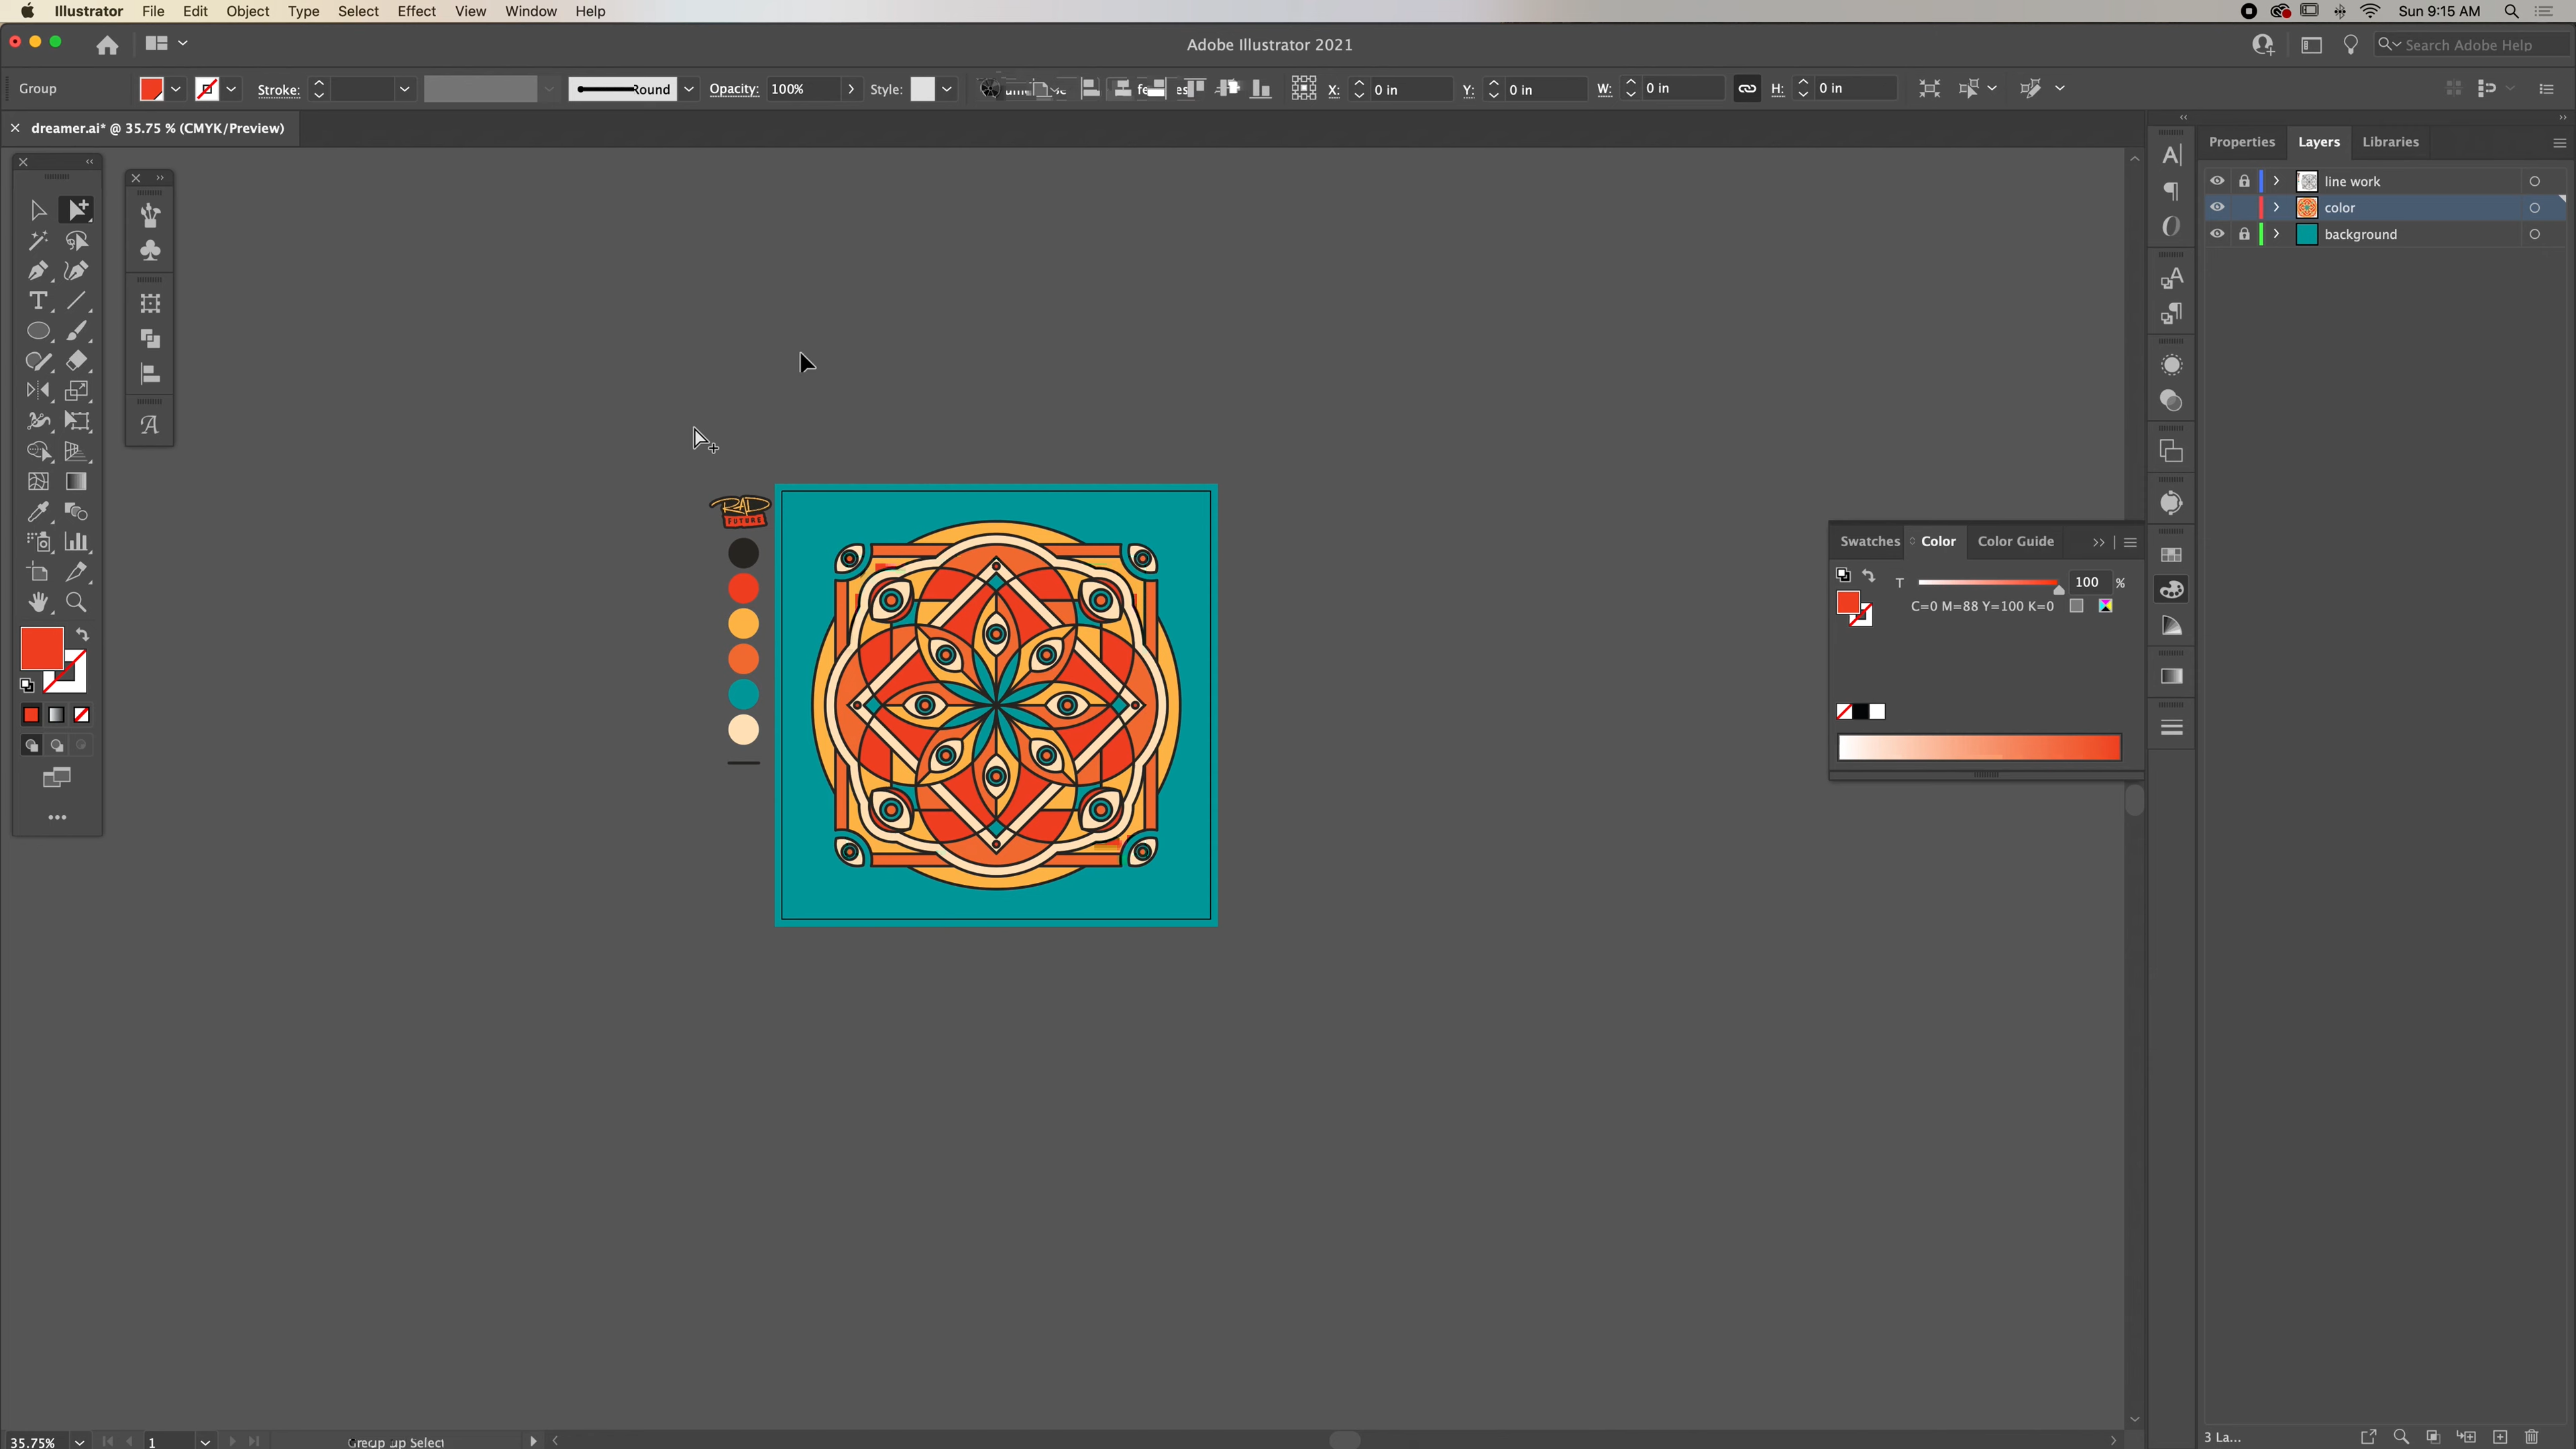 Illustrator File Edit Object Type Select Effect View Window Help Sun 9:15 AM
Adobe Illustrator 2021 Search Adobe Help
Group Stroke: Round Opacity: 100% Style: X: 0 in Y: 0 in W: 0 in H: 0 in
dreamer.ai* @ 35.75 % (CMYK/Preview)
Properties Layers Libraries
line work
color
background
RAD
FUTURE
Swatches Color Color Guide
T 100 %
C=0 M=88 Y=100 K=0
35.75% 1 Select 3 La...